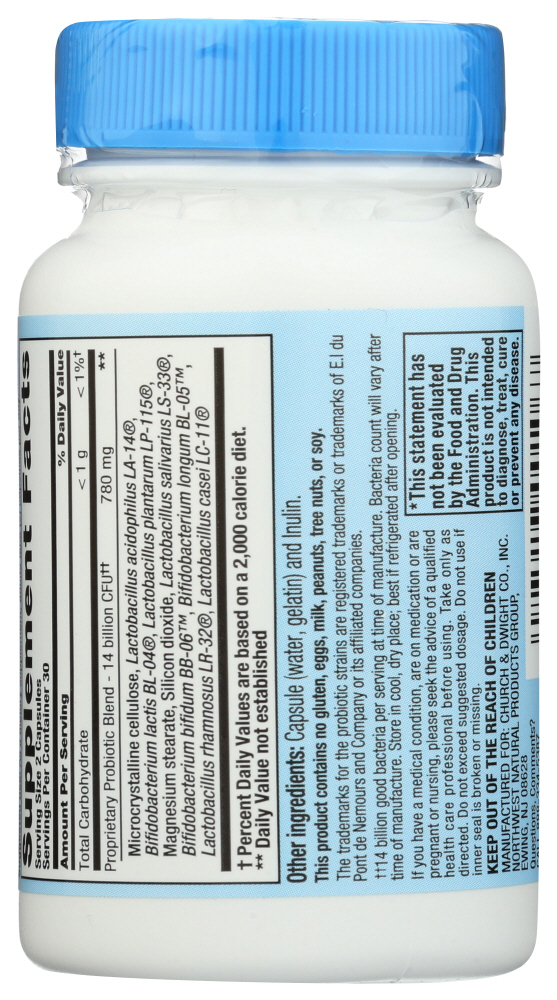 Supplement Facts
Serving Size 2 Capsules
Servings Per Container 30
Amount Per Serving % Daily Value
Total Carbohydrate < 1 g < 1%†
Proprietary Probiotic Blend - 14 billion CFU†† 780 mg **
Microcrystalline cellulose, Lactobacillus acidophilus LA-14®,
Bifidobacterium lactis BL-04®, Lactobacillus plantarum LP-115®,
Magnesium stearate, Silicon dioxide, Lactobacillus salivarius LS-33®,
Bifidobacterium bifidum BB-06™, Bifidobacterium longum BL-05™,
Lactobacillus rhamnosus LR-32®, Lactobacillus casei LC-11®
† Percent Daily Values are based on a 2,000 calorie diet.
** Daily Value not established
Other ingredients: Capsule (water, gelatin) and Inulin.
This product contains no gluten, eggs, milk, peanuts, tree nuts, or soy.
The trademarks for the probiotic strains are registered trademarks or trademarks of E.I du
Pont de Nemours and Company or its affiliated companies.
††14 billion good bacteria per serving at time of manufacture. Bacteria count will vary after
time of manufacture. Store in cool, dry place; best if refrigerated after opening.
If you have a medical condition, are on medication or are
pregnant or nursing, please seek the advice of a qualified
health care professional before using. Take only as
directed. Do not exceed suggested dosage. Do not use if
inner seal is broken or missing.
KEEP OUT OF THE REACH OF CHILDREN
MANUFACTURED FOR: CHURCH & DWIGHT CO., INC.
NORTHWEST NATURAL PRODUCTS GROUP,
EWING, NJ 08628
Questions, Comments?
*This statement has
not been evaluated
by the Food and Drug
Administration. This
product is not intended
to diagnose, treat, cure
or prevent any disease.